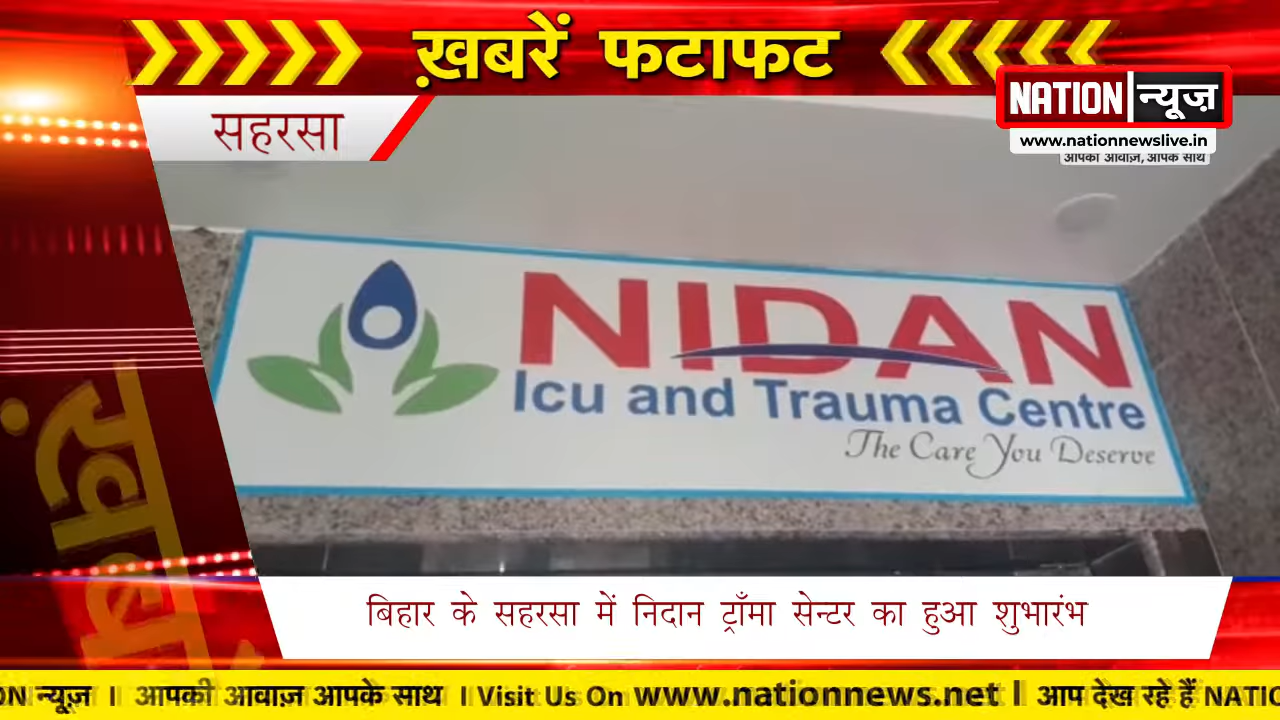 ख़बरें फटाफट
सहरसा
NATION न्यूज़
www.nationnewslive.in
आपकी आवाज़, आपके साथ
NIDAN
Icu and Trauma Centre
The Care You Deserve
बिहार के सहरसा में निदान ट्राँमा सेन्टर का हुआ शुभारंभ
ON न्यूज़ । आपकी आवाज़ आपके साथ । Visit Us On www.nationnews.net । आप देख रहे हैं NATIO